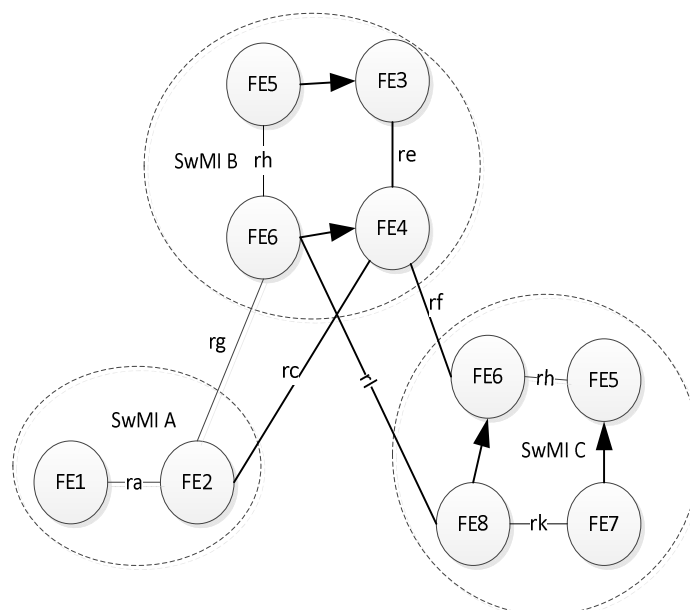 FE5
FE3
SwMI B
rh
re
FE6
FE4
rf
rg
rc
rl
FE6
rh
FE5
SwMI A
SwMI C
FE1
ra
FE2
FE8
rk
FE7